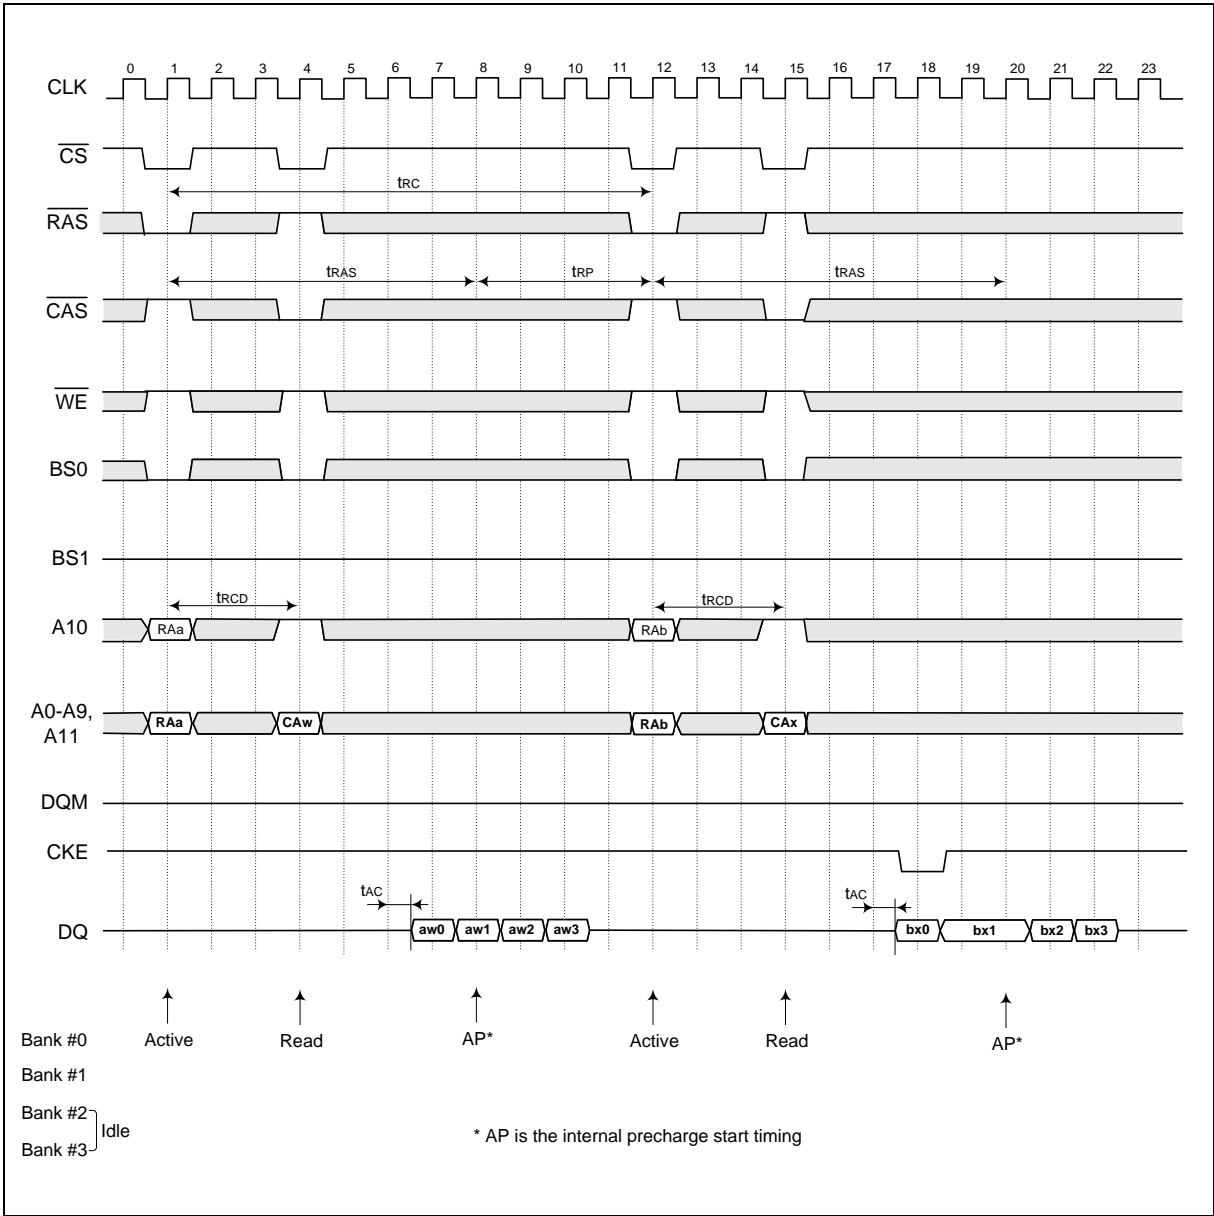 0 1 2 3 4 5 6 7 8 9 10 11 12 13 14 15 16 17 18 19 20 21 22 23
CLK
CS
tRC
RAS
tRAS tRP tRAS
CAS
WE
BS0
BS1
tRCD tRCD
A10 RAa RAb
A0-A9,
A11
RAa CAw RAb CAx
DQM
CKE
tAC tAC
DQ aw0 aw1 aw2 aw3 bx0 bx1 bx2 bx3
Bank #0 Active Read AP* Active Read AP*
Bank #1
Bank #2
Idle
Bank #3
* AP is the internal precharge start timing